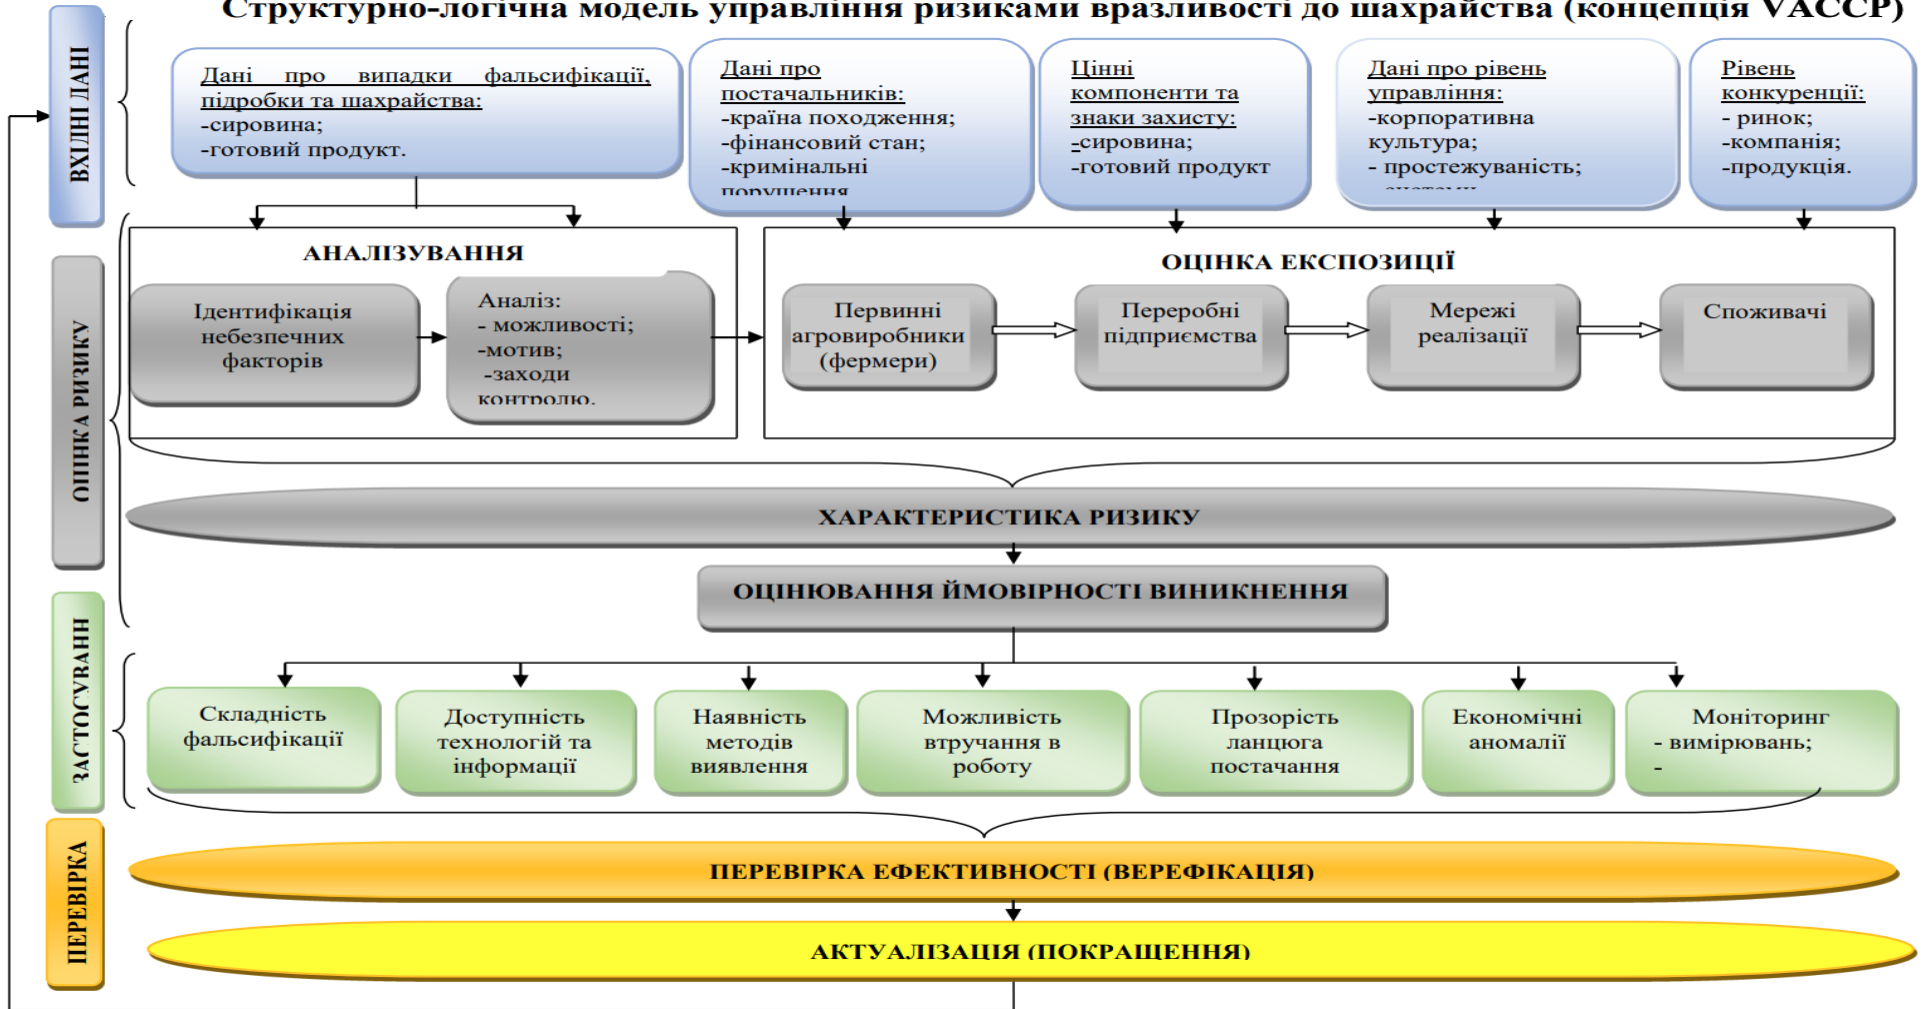 Структурно-логічна модель управління ризиками вразливості до шахрайства (концепція VACCP)
ВХІДНІ ДАНІ
Дані про випадки фальсифікації,
підробки та шахрайства:
-сировина;
-готовий продукт.
Дані про
постачальників:
-країна походження;
-фінансовий стан;
-кримінальні
порушення
Цінні
компоненти та
знаки захисту:
-сировина;
-готовий продукт
Дані про рівень
управління:
-корпоративна
культура;
- простежуваність;
Рівень
конкуренції:
- ринок;
-компанія;
-продукція.
ОЦІНКА РИЗИКУ
АНАЛІЗУВАННЯ
Ідентифікація
небезпечних
факторів
Аналіз:
- можливості;
-мотив;
-заходи
контролю.
ОЦІНКА ЕКСПОЗИЦІЇ
Первинні
агровиробники
(фермери)
Переробні
підприємства
Мережі
реалізації
Споживачі
ХАРАКТЕРИСТИКА РИЗИКУ
ОЦІНЮВАННЯ ЙМОВІРНОСТІ ВИНИКНЕННЯ
ЗАСТОСУВАНН
Складність
фальсифікації
Доступність
технологій та
інформації
Наявність
методів
виявлення
Можливість
втручання в
роботу
Прозорість
ланцюга
постачання
Економічні
аномалії
Моніторинг
- вимірювань;
-
ПЕРЕВІРКА
ПЕРЕВІРКА ЕФЕКТИВНОСТІ (ВЕРЕФІКАЦІЯ)
АКТУАЛІЗАЦІЯ (ПОКРАЩЕННЯ)